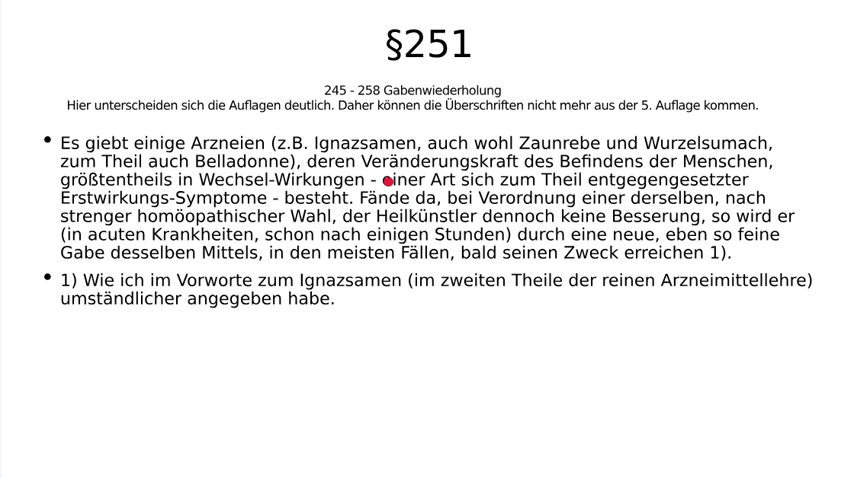 §251
245 - 258 Gabenwiederholung
Hier unterscheiden sich die Auflagen deutlich. Daher können die Überschriften nicht mehr aus der 5. Auflage kommen.
• Es giebt einige Arzneien (z.B. Ignazsamen, auch wohl Zaunrebe und Wurzelsumach,
zum Theil auch Belladonne), deren Veränderungskraft des Befindens der Menschen,
größtentheils in Wechsel-Wirkungen - einer Art sich zum Theil entgegengesetzter
Erstwirkungs-Symptome - besteht. Fände da, bei Verordnung einer derselben, nach
strenger homöopathischer Wahl, der Heilkünstler dennoch keine Besserung, so wird er
(in acuten Krankheiten, schon nach einigen Stunden) durch eine neue, eben so feine
Gabe desselben Mittels, in den meisten Fällen, bald seinen Zweck erreichen 1).
• 1) Wie ich im Vorworte zum Ignazsamen (im zweiten Theile der reinen Arzneimittellehre)
umständlicher angegeben habe.